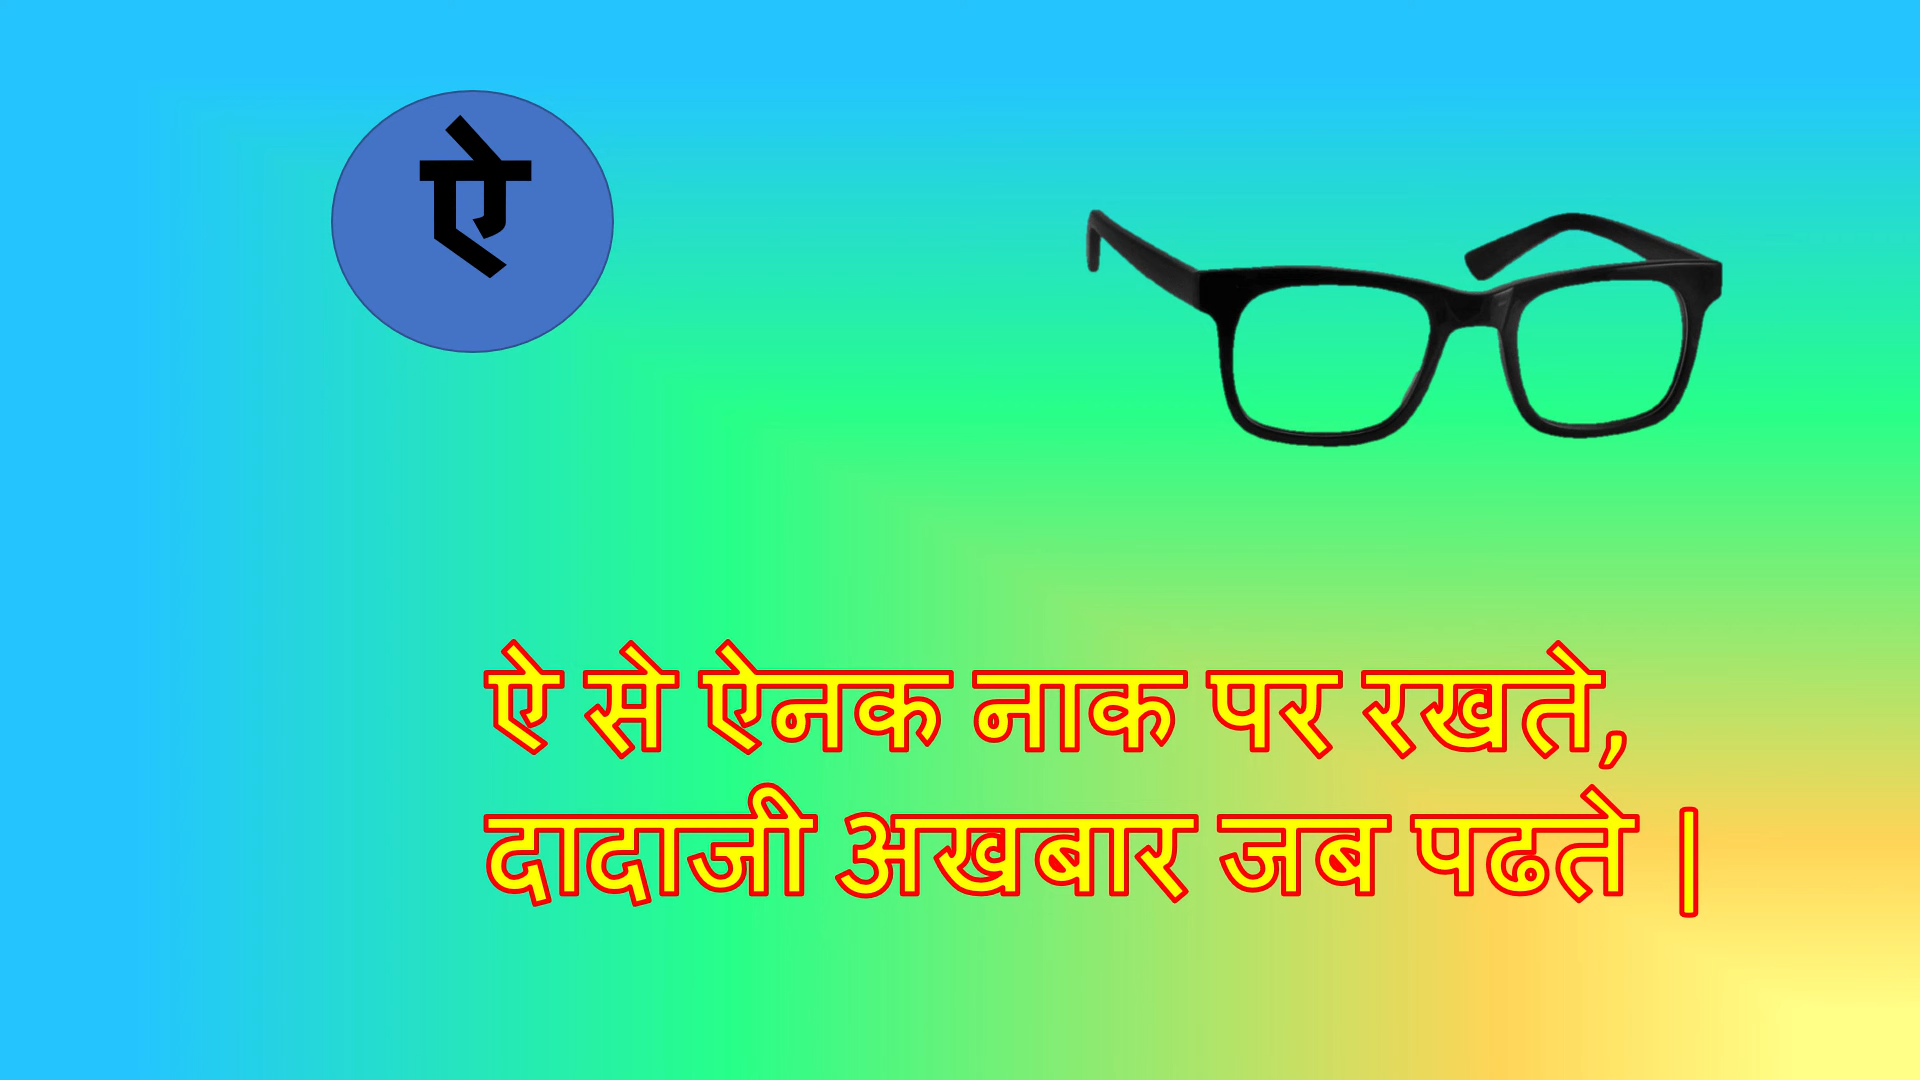 ऐ
ऐ से ऐनक नाक पर रखते,
दादाजी अखबार जब पढते |